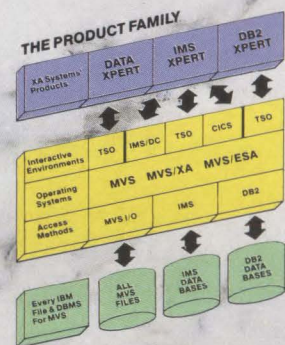 THE PRODUCT FAMILY
XA Systems'
Products
DATA
XPERT
IMS
XPERT
DB2
XPERT
Interactive
Environments
TSO
IMS/DC
TSO
CICS
TSO
Operating
Systems
MVS MVS/XA MVS/ESA
Access
Methods
MVS I/O
IMS
DB2
Every IBM
File & DBMS
For MVS
ALL
MVS
FILES
IMS
DATA
BASES
DB2
DATA
BASES